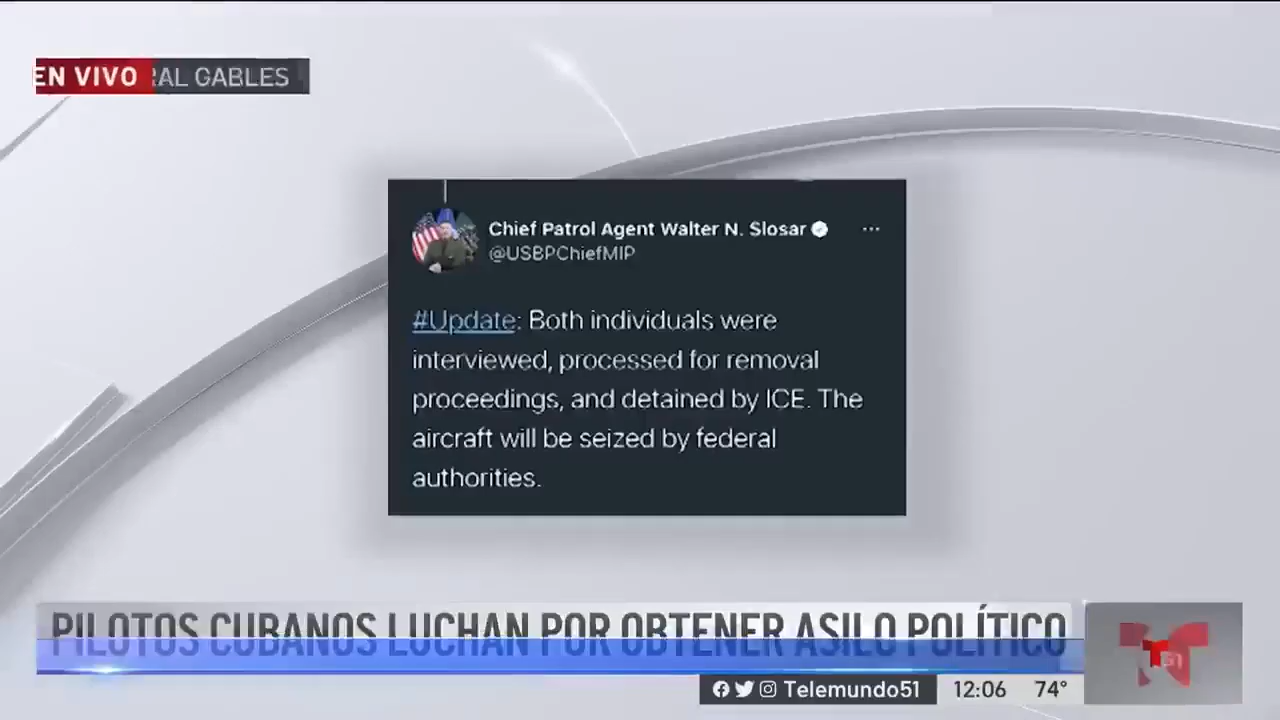 EN VIVO RAL GABLES
Chief Patrol Agent Walter N. Slosar
@USBPChiefMIP
#Update: Both individuals were
interviewed, processed for removal
proceedings, and detained by ICE. The
aircraft will be seized by federal
authorities.
PILOTOS CUBANOS LUCHAN POR OBTENER ASILO POLÍTICO
T51
Telemundo51 12:06 74°